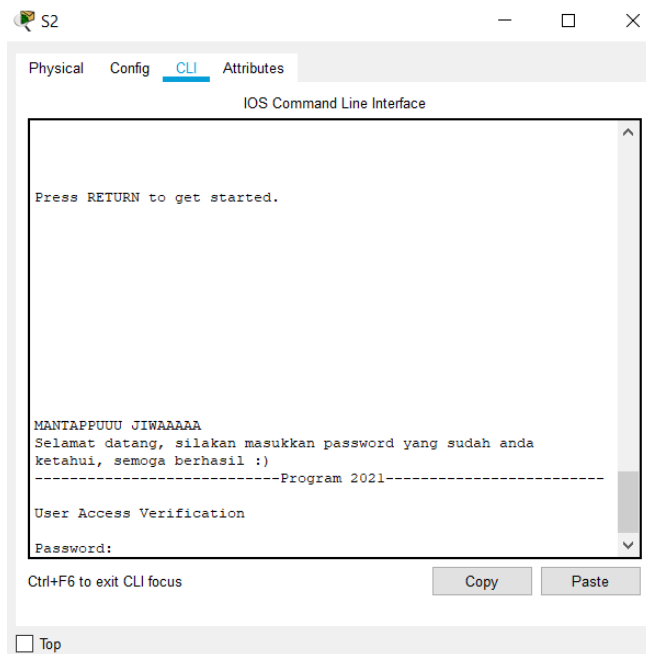 S2
Physical Config CLI Attributes
IOS Command Line Interface
Press RETURN to get started.
MANTAPPUUU JIWAAAAA
Selamat datang, silakan masukkan password yang sudah anda
ketahui, semoga berhasil :)
----------------------------Program 2021-------------------------
User Access Verification
Password:
Ctrl+F6 to exit CLI focus
Copy Paste
Top